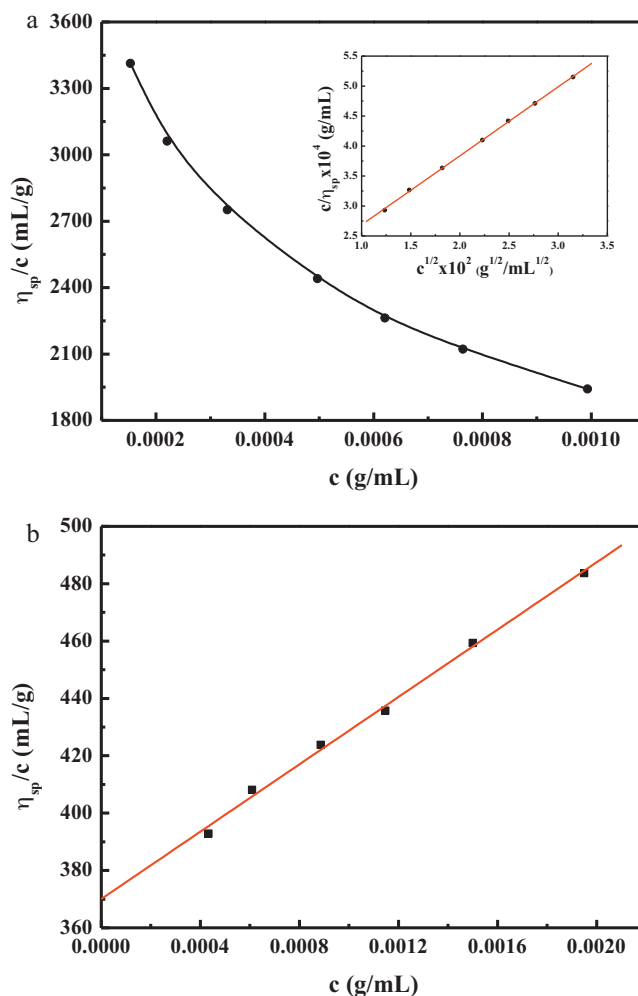 a
3600
3300
3000
2700
2400
2100
1800
η_sp/c (mL/g)
0.0002 0.0004 0.0006 0.0008 0.0010
c (g/mL)
5.5
5.0
4.5
4.0
3.5
3.0
2.5
c/η_sp x10^4 (g/mL)
1.0 1.5 2.0 2.5 3.0 3.5
c^1/2 x10^2 (g^1/2/mL^1/2)
b
500
480
460
440
420
400
380
360
η_sp/c (mL/g)
0.0000 0.0004 0.0008 0.0012 0.0016 0.0020
c (g/mL)